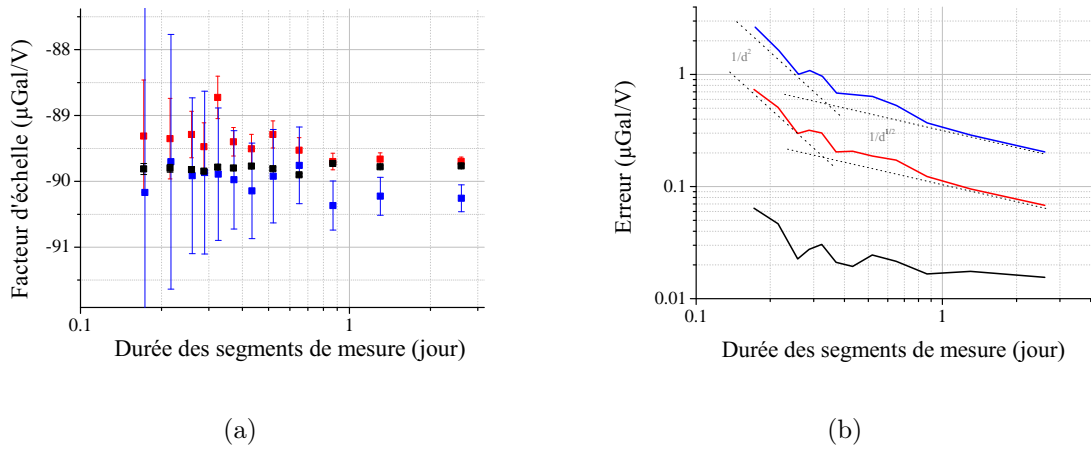 -88
-89
-90
-91
0.1
1
Facteur d'échelle (µGal/V)
Durée des segments de mesure (jour)
(a)
1
0.1
0.01
0.1
1
Erreur (µGal/V)
1/d²
1/d^1/2
Durée des segments de mesure (jour)
(b)